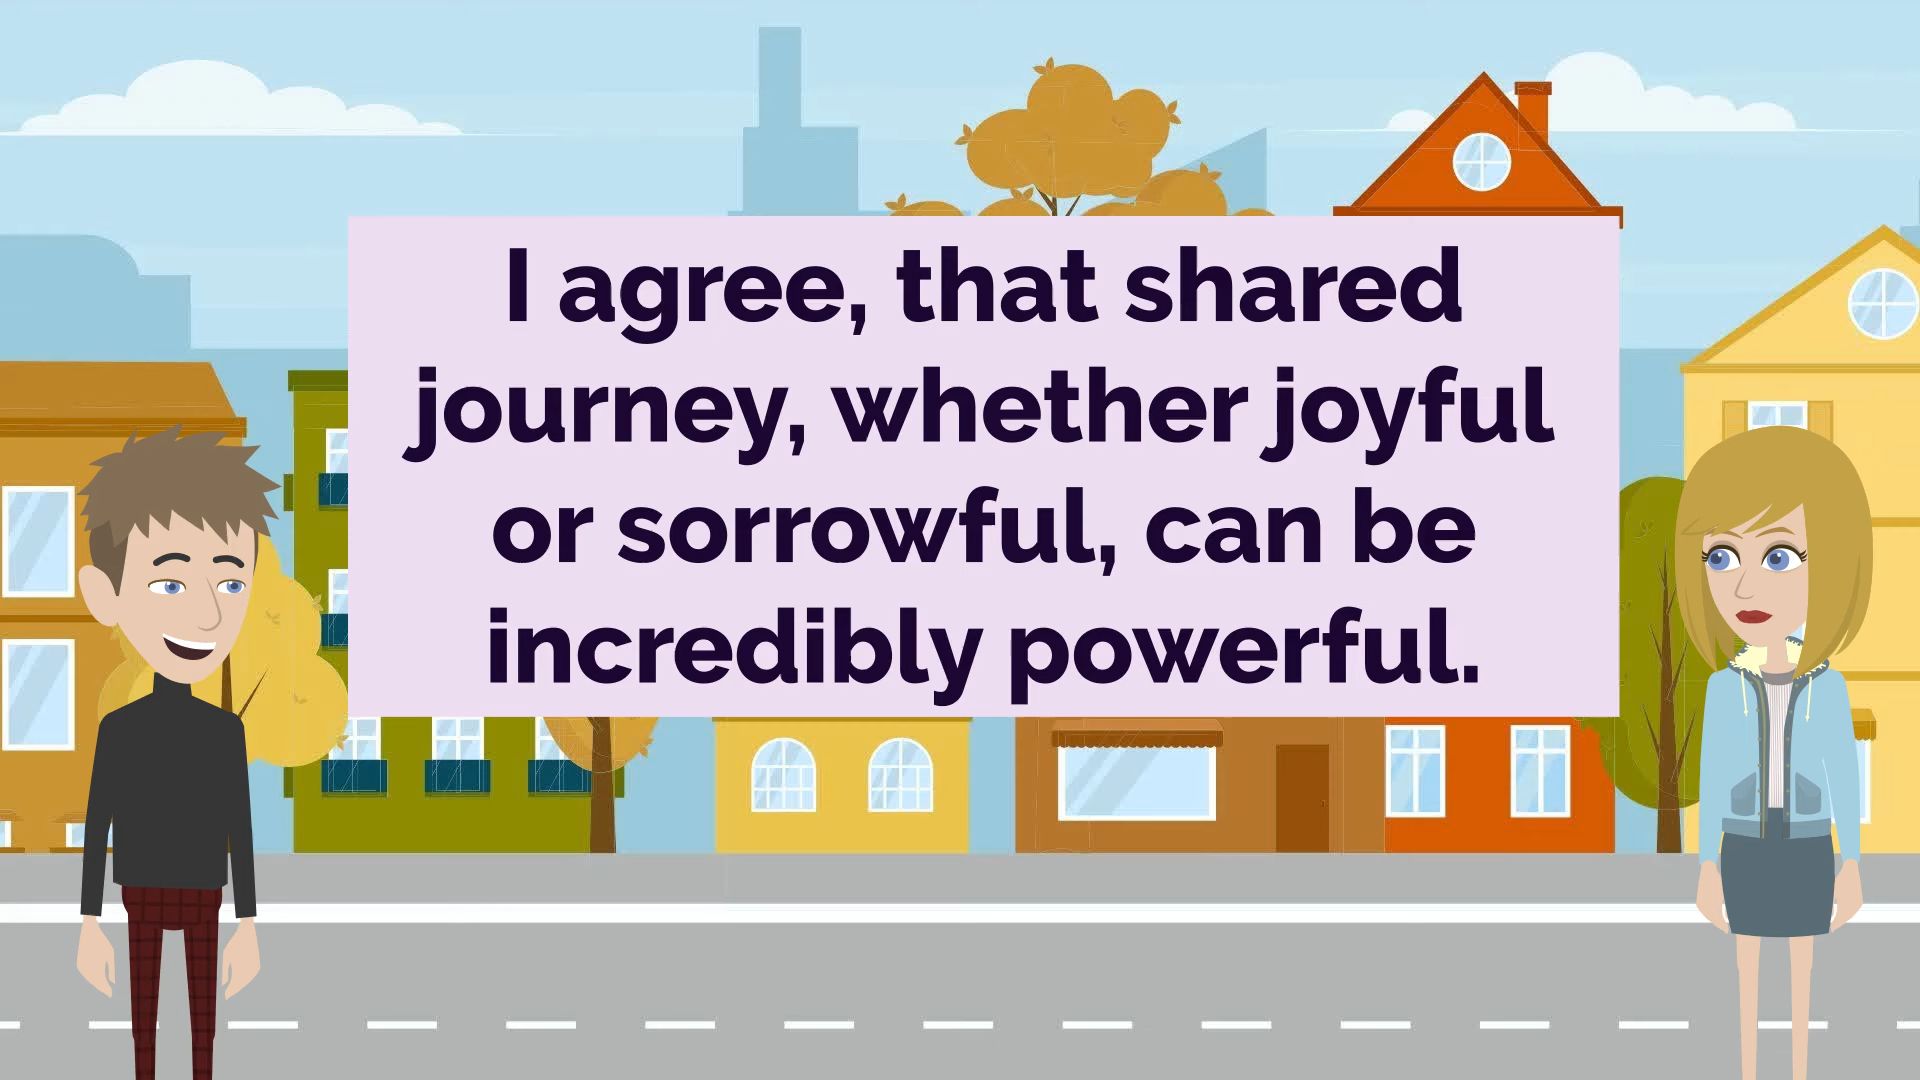 I agree, that shared
journey, whether joyful
or sorrowful, can be
incredibly powerful.